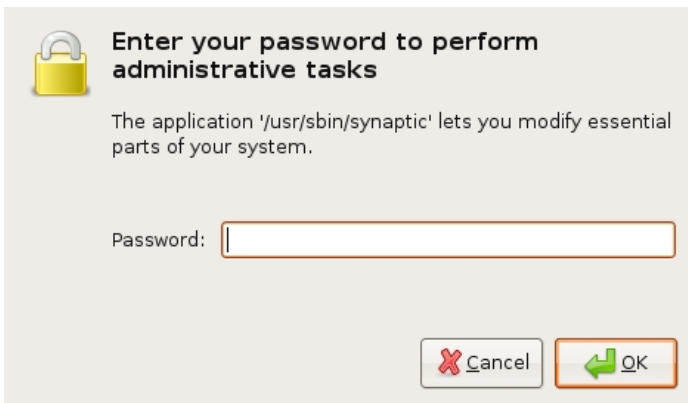 Enter your password to perform
administrative tasks
The application '/usr/sbin/synaptic' lets you modify essential
parts of your system.
Password:
Cancel
OK